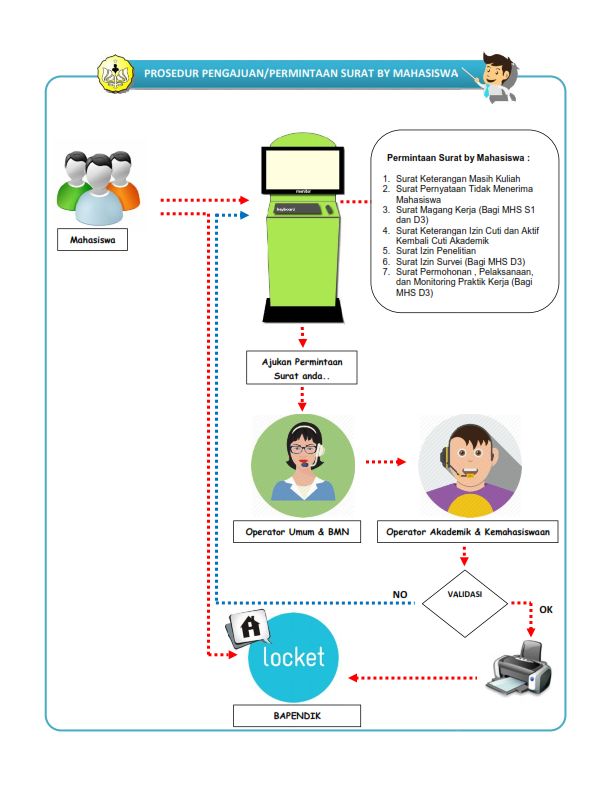 PROSEDUR PENGAJUAN/PERMINTAAN SURAT BY MAHASISWA
Mahasiswa
monitor
keyboard
Permintaan Surat by Mahasiswa :
1. Surat Keterangan Masih Kuliah
2. Surat Pernyataan Tidak Menerima
Mahasiswa
3. Surat Magang Kerja (Bagi MHS S1
dan D3)
4. Surat Keterangan Izin Cuti dan Aktif
Kembali Cuti Akademik
5. Surat Izin Penelitian
6. Surat Izin Survei (Bagi MHS D3)
7. Surat Permohonan , Pelaksanaan,
dan Monitoring Praktik Kerja (Bagi
MHS D3)
Ajukan Permintaan
Surat anda..
Operator Umum & BMN
Operator Akademik & Kemahasiswaan
VALIDASI
NO
OK
locket
BAPENDIK